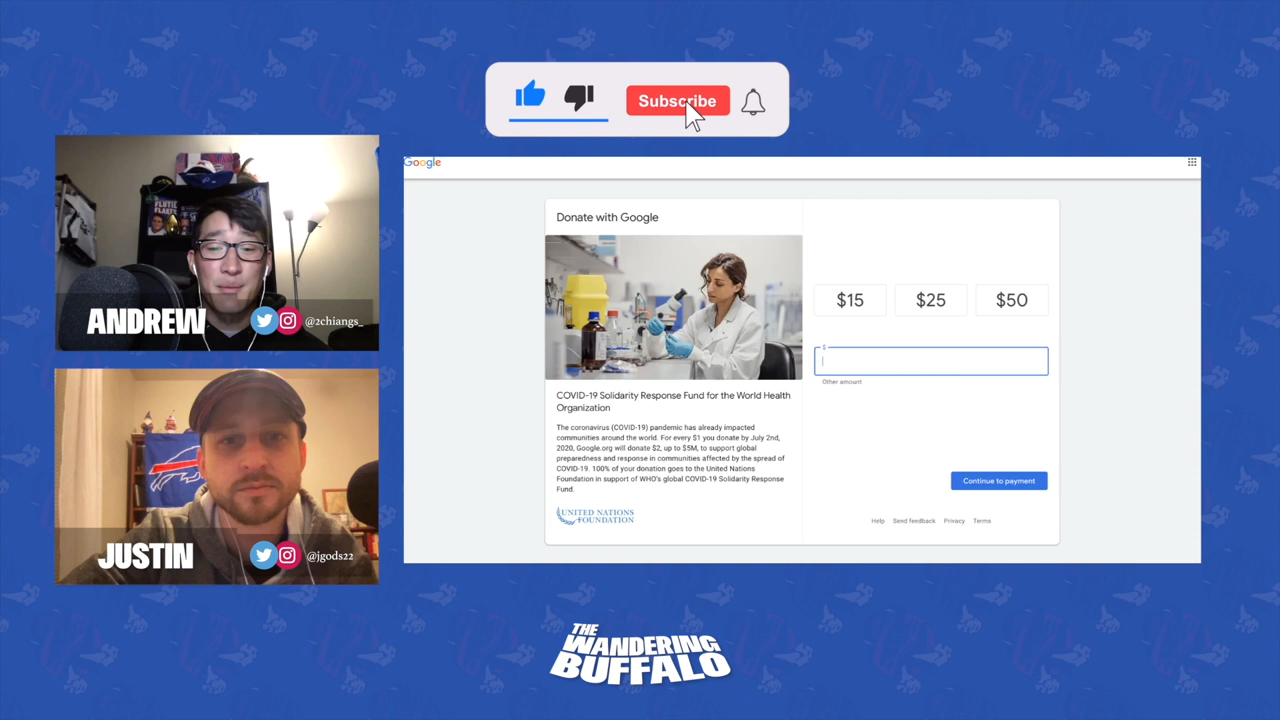 Subscribe
Google
Donate with Google
$15
$25
$50
$
Other amount
COVID-19 Solidarity Response Fund for the World Health
Organization
The coronavirus (COVID-19) pandemic has already impacted
communities around the world. For every $1 you donate by July 2nd,
2020, Google.org will donate $2, up to $5M, to support global
preparedness and response in communities affected by the spread of
COVID-19. 100% of your donation goes to the United Nations
Foundation in support of WHO's global COVID-19 Solidarity Response
Fund.
UNITED NATIONS
FOUNDATION
Continue to payment
Help Send feedback Privacy Terms
FLUTIE
FLAKES
ANDREW
@2chiangs_
JUSTIN
@jgods22
THE
WANDERING
BUFFALO